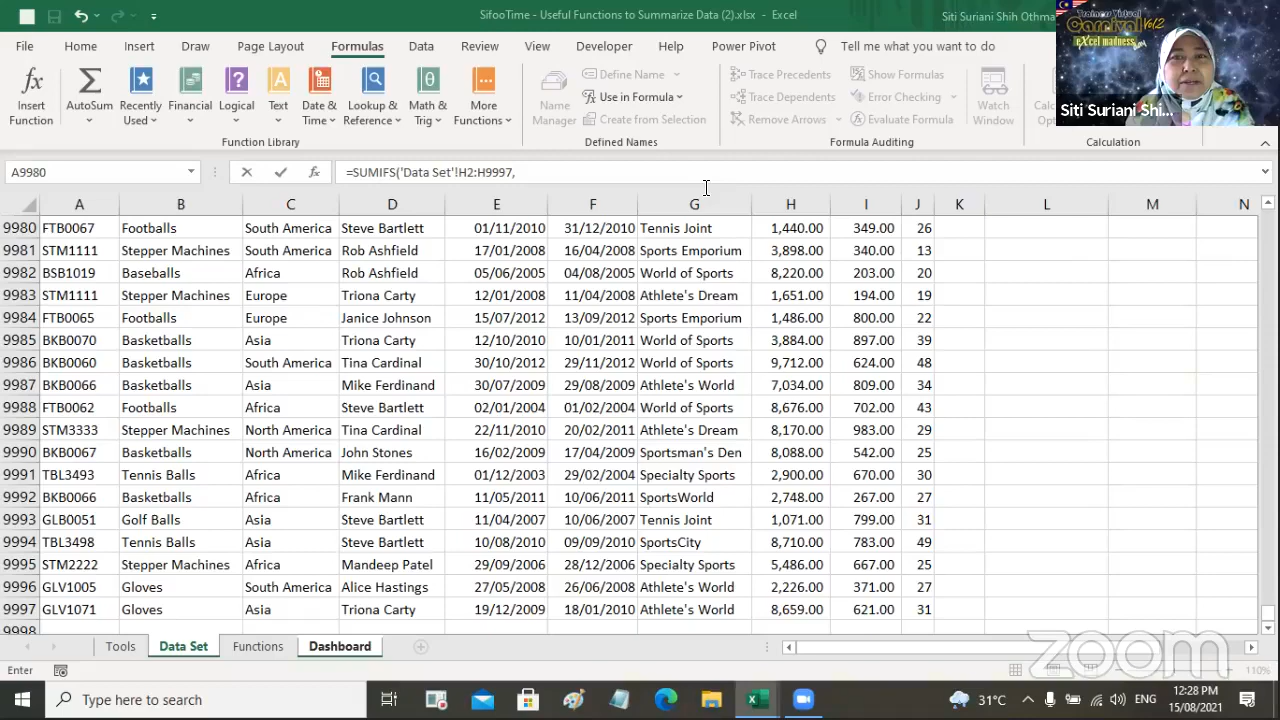 SifooTime - Useful Functions to Summarize Data (2).xlsx - Excel
Siti Suriani Shih Othman
File Home Insert Draw Page Layout Formulas Data Review View Developer Help Power Pivot Tell me what you want to do
Trainers Virtual
Carnival Vol2
eXcel madness
Siti Suriani Shi...
Insert Function
AutoSum
Recently Used
Financial
Logical
Text
Date & Time
Lookup & Reference
Math & Trig
More Functions
Name Manager
Define Name
Use in Formula
Create from Selection
Trace Precedents
Trace Dependents
Remove Arrows
Show Formulas
Error Checking
Evaluate Formula
Watch Window
Function Library Defined Names Formula Auditing Calculation
A9980 fx =SUMIFS('Data Set'!H2:H9997,
A B C D E F G H I J K L M N
9980 FTB0067 Footballs South America Steve Bartlett 01/11/2010 31/12/2010 Tennis Joint 1,440.00 349.00 26
9981 STM1111 Stepper Machines South America Rob Ashfield 17/01/2008 16/04/2008 Sports Emporium 3,898.00 340.00 13
9982 BSB1019 Baseballs Africa Rob Ashfield 05/06/2005 04/08/2005 World of Sports 8,220.00 203.00 20
9983 STM1111 Stepper Machines Europe Triona Carty 12/01/2008 11/04/2008 Athlete's Dream 1,651.00 194.00 19
9984 FTB0065 Footballs Europe Janice Johnson 15/07/2012 13/09/2012 Sports Emporium 1,486.00 800.00 22
9985 BKB0070 Basketballs Asia Triona Carty 12/10/2010 10/01/2011 World of Sports 3,884.00 897.00 39
9986 BKB0060 Basketballs South America Tina Cardinal 30/10/2012 29/11/2012 World of Sports 9,712.00 624.00 48
9987 BKB0066 Basketballs Asia Mike Ferdinand 30/07/2009 29/08/2009 Athlete's World 7,034.00 809.00 34
9988 FTB0062 Footballs Africa Steve Bartlett 02/01/2004 01/02/2004 World of Sports 8,676.00 702.00 43
9989 STM3333 Stepper Machines North America Tina Cardinal 22/11/2010 20/02/2011 Athlete's Dream 8,170.00 983.00 29
9990 BKB0067 Basketballs North America John Stones 16/02/2009 17/04/2009 Sportsman's Den 8,088.00 542.00 25
9991 TBL3493 Tennis Balls Africa Mike Ferdinand 01/12/2003 29/02/2004 Specialty Sports 2,900.00 670.00 30
9992 BKB0066 Basketballs Africa Frank Mann 11/05/2011 10/06/2011 SportsWorld 2,748.00 267.00 27
9993 GLB0051 Golf Balls Asia Steve Bartlett 11/04/2007 10/06/2007 Tennis Joint 1,071.00 799.00 31
9994 TBL3498 Tennis Balls Asia Steve Bartlett 10/08/2010 09/09/2010 SportsCity 8,710.00 783.00 49
9995 STM2222 Stepper Machines Africa Mandeep Patel 29/09/2006 28/12/2006 Specialty Sports 5,486.00 667.00 25
9996 GLV1005 Gloves South America Alice Hastings 27/05/2008 26/06/2008 Athlete's World 2,226.00 371.00 27
9997 GLV1071 Gloves Asia Triona Carty 19/12/2009 18/01/2010 Athlete's World 8,659.00 621.00 31
9998
Tools Data Set Functions Dashboard
zoom
Enter 110%
Type here to search
31°C ENG
12:28 PM
15/08/2021